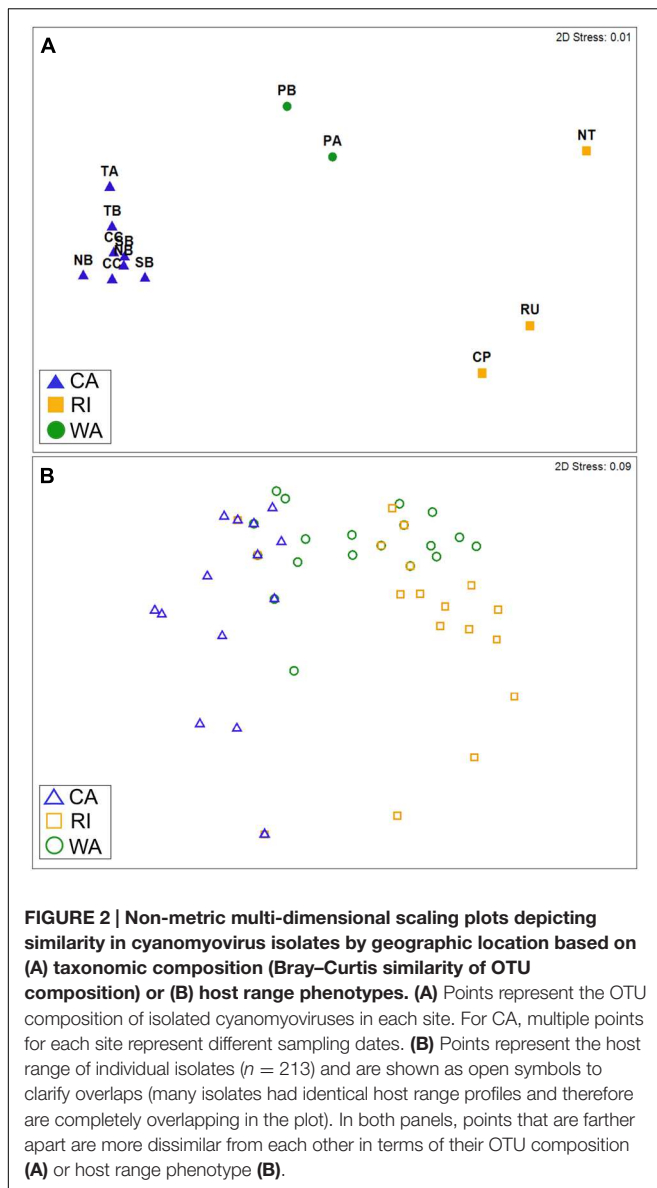 A
2D Stress: 0.01
PB
PA
NT
TA
TB
CC
SB
NB
NB
CC
SB
RU
CP
CA
RI
WA
B
2D Stress: 0.09
CA
RI
WA
FIGURE 2 | Non-metric multi-dimensional scaling plots depicting
similarity in cyanomyovirus isolates by geographic location based on
(A) taxonomic composition (Bray–Curtis similarity of OTU
composition) or (B) host range phenotypes. (A) Points represent the OTU
composition of isolated cyanomyoviruses in each site. For CA, multiple points
for each site represent different sampling dates. (B) Points represent the host
range of individual isolates (n = 213) and are shown as open symbols to
clarify overlaps (many isolates had identical host range profiles and therefore
are completely overlapping in the plot). In both panels, points that are farther
apart are more dissimilar from each other in terms of their OTU composition
(A) or host range phenotype (B).